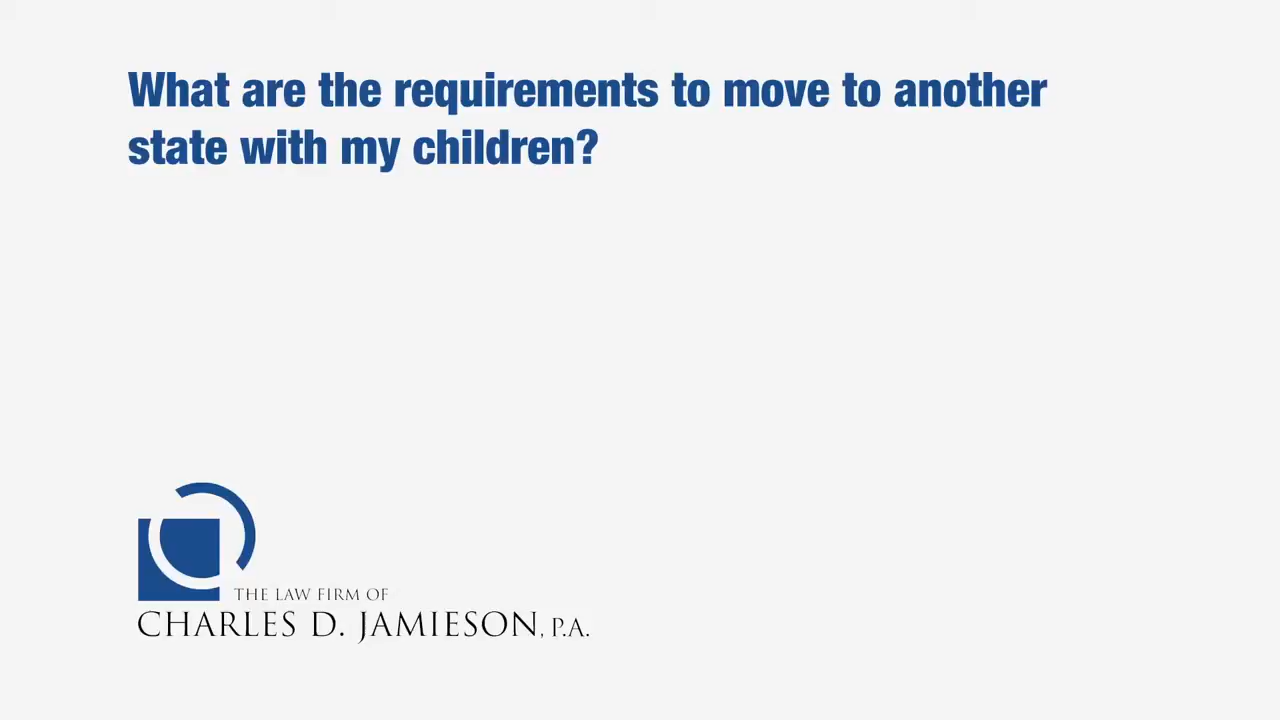 What are the requirements to move to another
state with my children?
THE LAW FIRM OF
CHARLES D. JAMIESON, P.A.